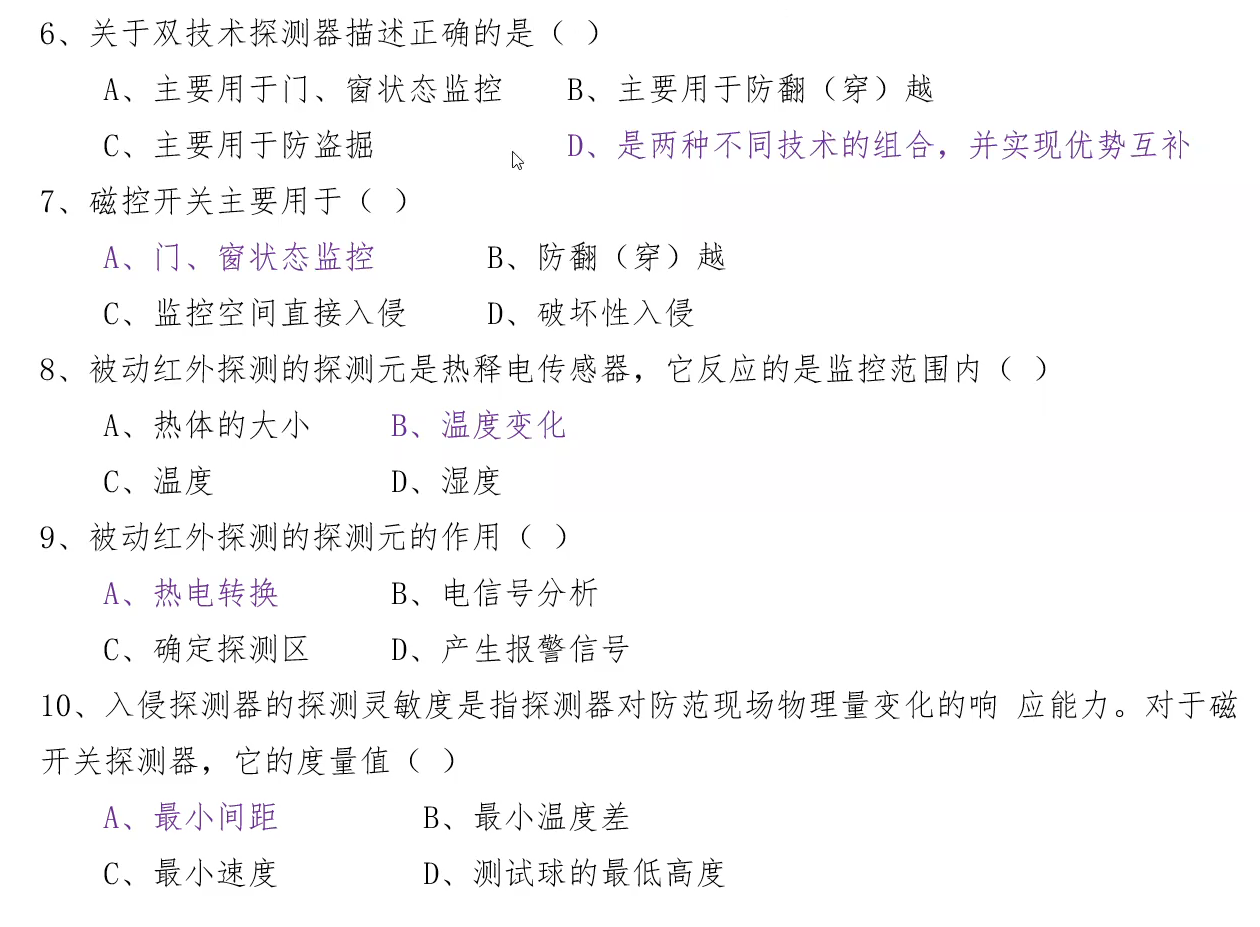 6、关于双技术探测器描述正确的是（ ）
A、主要用于门、窗状态监控 B、主要用于防翻（穿）越
C、主要用于防盗掘 D、是两种不同技术的组合，并实现优势互补
7、磁控开关主要用于（ ）
A、门、窗状态监控 B、防翻（穿）越
C、监控空间直接入侵 D、破坏性入侵
8、被动红外探测的探测元是热释电传感器，它反应的是监控范围内（ ）
A、热体的大小 B、温度变化
C、温度 D、湿度
9、被动红外探测的探测元的作用（ ）
A、热电转换 B、电信号分析
C、确定探测区 D、产生报警信号
10、入侵探测器的探测灵敏度是指探测器对防范现场物理量变化的响 应能力。对于磁
开关探测器，它的度量值（ ）
A、最小间距 B、最小温度差
C、最小速度 D、测试球的最低高度